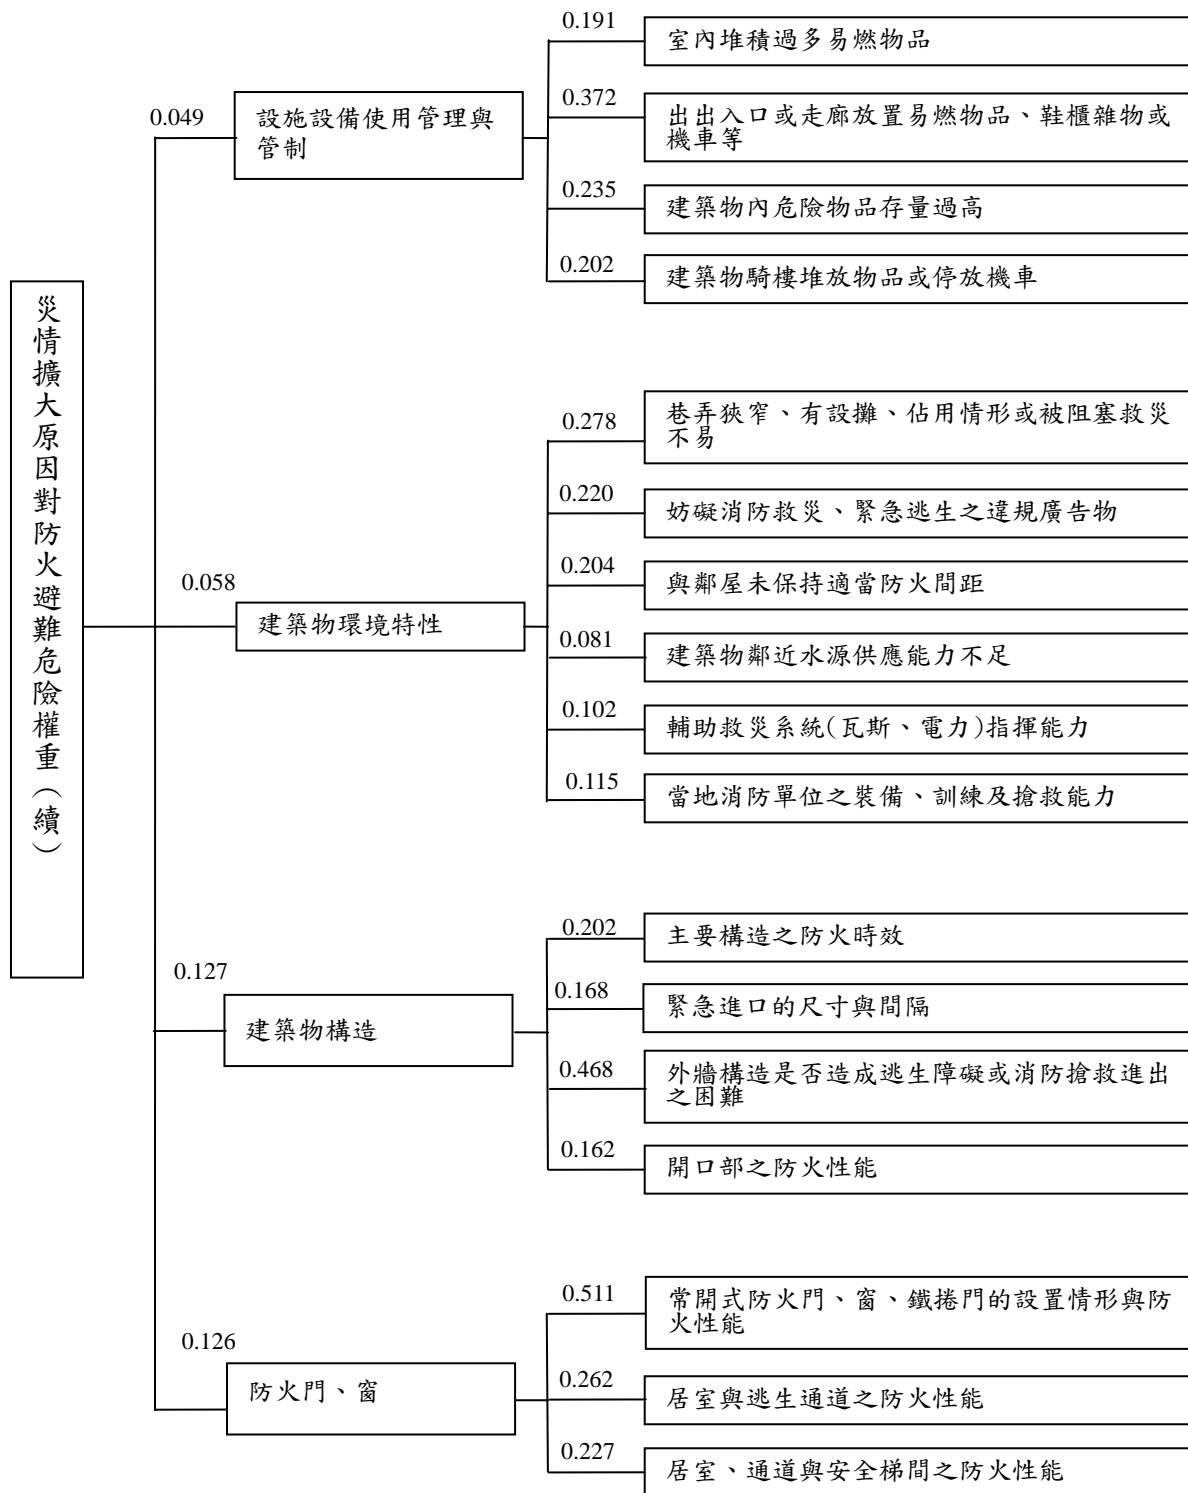 災情擴大原因對防火避難危險權重（續）
0.049
設施設備使用管理與
管制
0.191
室內堆積過多易燃物品
0.372
出出入口或走廊放置易燃物品、鞋櫃雜物或
機車等
0.235
建築物內危險物品存量過高
0.202
建築物騎樓堆放物品或停放機車
0.058
建築物環境特性
0.278
巷弄狹窄、有設攤、佔用情形或被阻塞救災
不易
0.220
妨礙消防救災、緊急逃生之違規廣告物
0.204
與鄰屋未保持適當防火間距
0.081
建築物鄰近水源供應能力不足
0.102
輔助救災系統(瓦斯、電力)指揮能力
0.115
當地消防單位之裝備、訓練及搶救能力
0.127
建築物構造
0.202
主要構造之防火時效
0.168
緊急進口的尺寸與間隔
0.468
外牆構造是否造成逃生障礙或消防搶救進出
之困難
0.162
開口部之防火性能
0.126
防火門、窗
0.511
常開式防火門、窗、鐵捲門的設置情形與防
火性能
0.262
居室與逃生通道之防火性能
0.227
居室、通道與安全梯間之防火性能